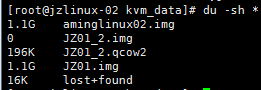 [root@jzlinux-02 kvm_data]# du -sh *
1.1G aminglinux02.img
0 JZ01_2.img
196K JZ01_2.qcow2
1.1G JZ01.img
16K lost+found